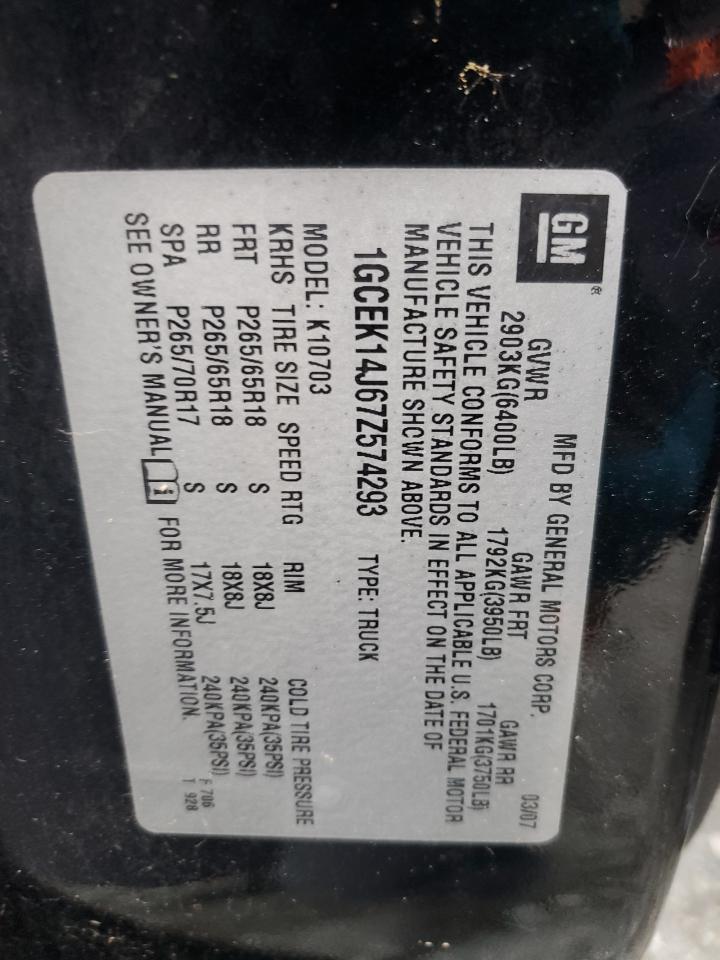 GM®
MFD BY GENERAL MOTORS CORP. 03/07
GVWR GAWR FRT GAWR RR
2903KG(6400LB) 1792KG(3950LB) 1701KG(3750LB)
THIS VEHICLE CONFORMS TO ALL APPLICABLE U.S. FEDERAL MOTOR
VEHICLE SAFETY STANDARDS IN EFFECT ON THE DATE OF
MANUFACTURE SHOWN ABOVE.
1GCEK14J67Z574293 TYPE: TRUCK
MODEL: K10703
KRHS TIRE SIZE SPEED RTG RIM COLD TIRE PRESSURE
FRT P265/65R18 S 18X8J 240KPA(35PSI)
RR P265/65R18 S 18X8J 240KPA(35PSI)
SPA P265/70R17 S 17X7.5J 240KPA(35PSI)
SEE OWNER'S MANUAL i FOR MORE INFORMATION.
F 706
T 928